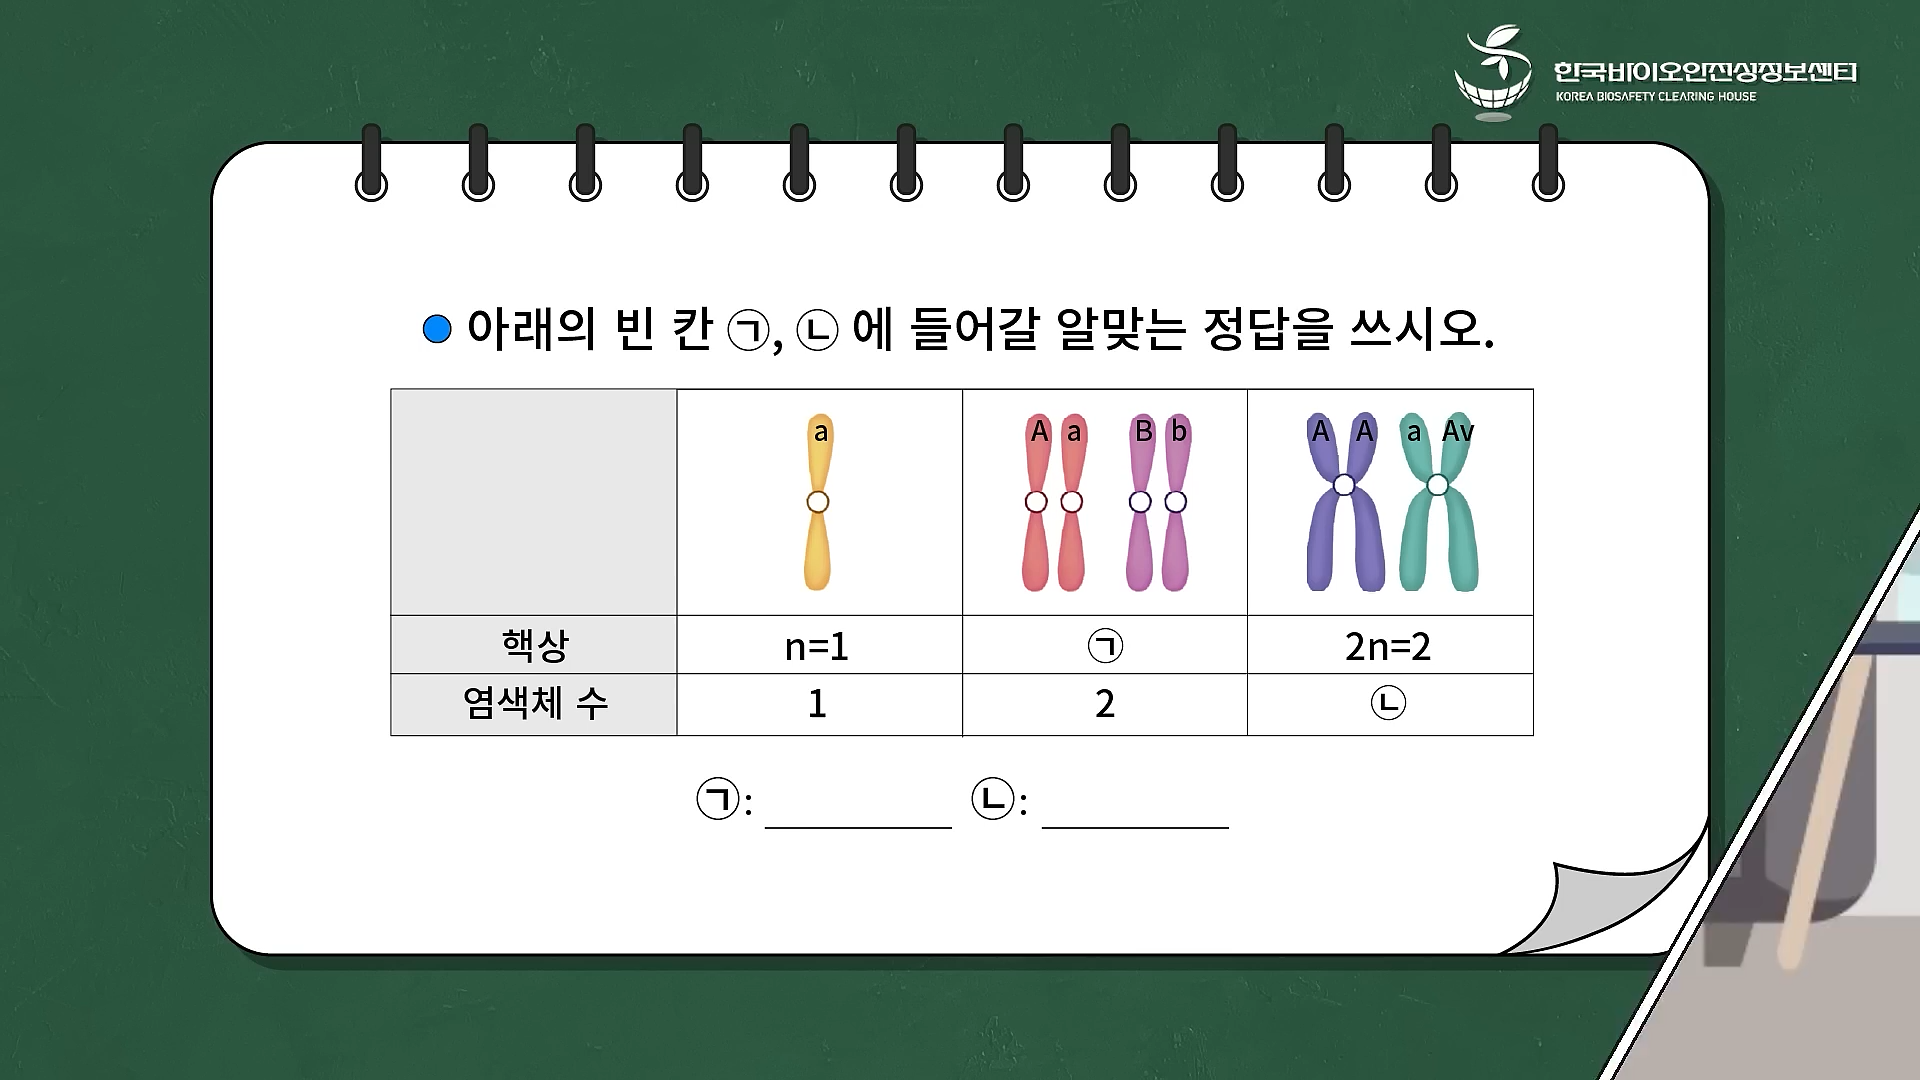 한국바이오안전성정보센터
KOREA BIOSAFETY CLEARING HOUSE
아래의 빈 칸 ㉠, ㉡ 에 들어갈 알맞는 정답을 쓰시오.
a A a B b A A a Av
핵상 n=1 ㉠ 2n=2
염색체 수 1 2 ㉡
㉠: ㉡: